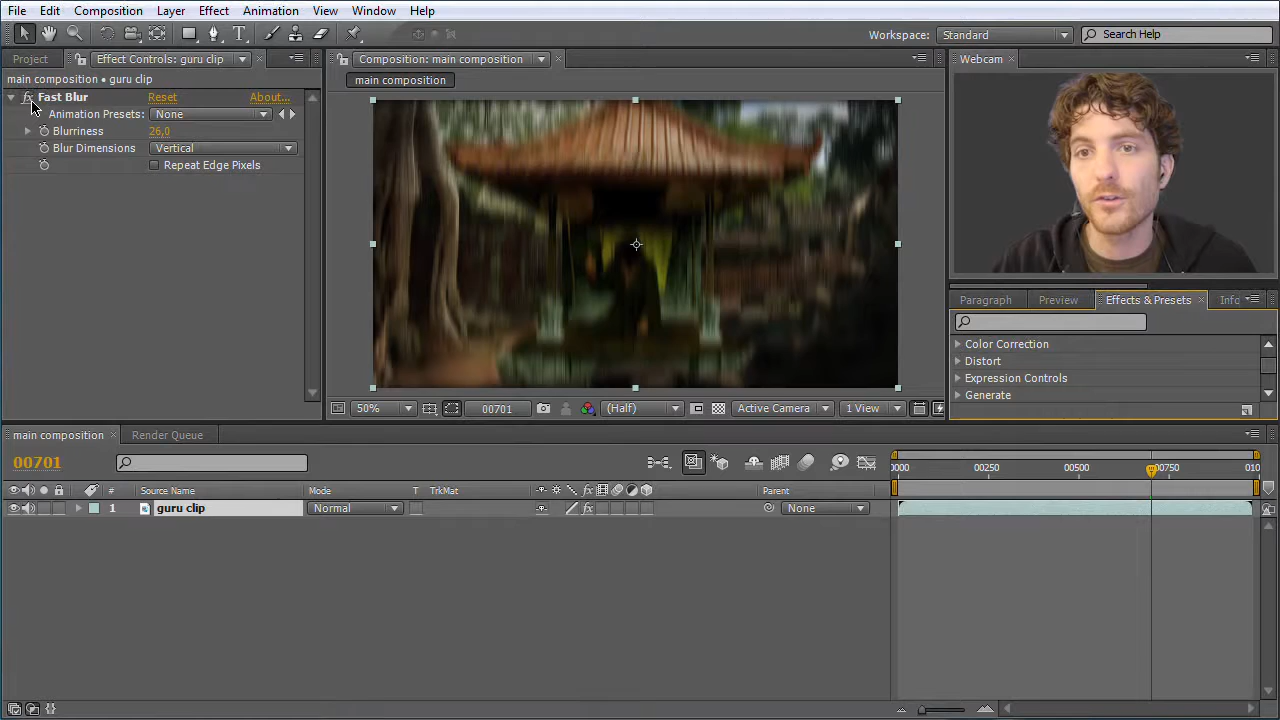 File Edit Composition Layer Effect Animation View Window Help
Workspace: Standard Search Help
Project Effect Controls: guru clip Composition: main composition Webcam
main composition • guru clip main composition
fx Fast Blur Reset About...
Animation Presets: None
Blurriness 26,0
Blur Dimensions Vertical
Repeat Edge Pixels
Paragraph Preview Effects & Presets Info
Color Correction
Distort
Expression Controls
Generate
50% 00701 (Half) Active Camera 1 View
main composition Render Queue
00701 0000 00250 00500 00750 010
# Source Name Mode T TrkMat fx Parent
1 guru clip Normal fx None